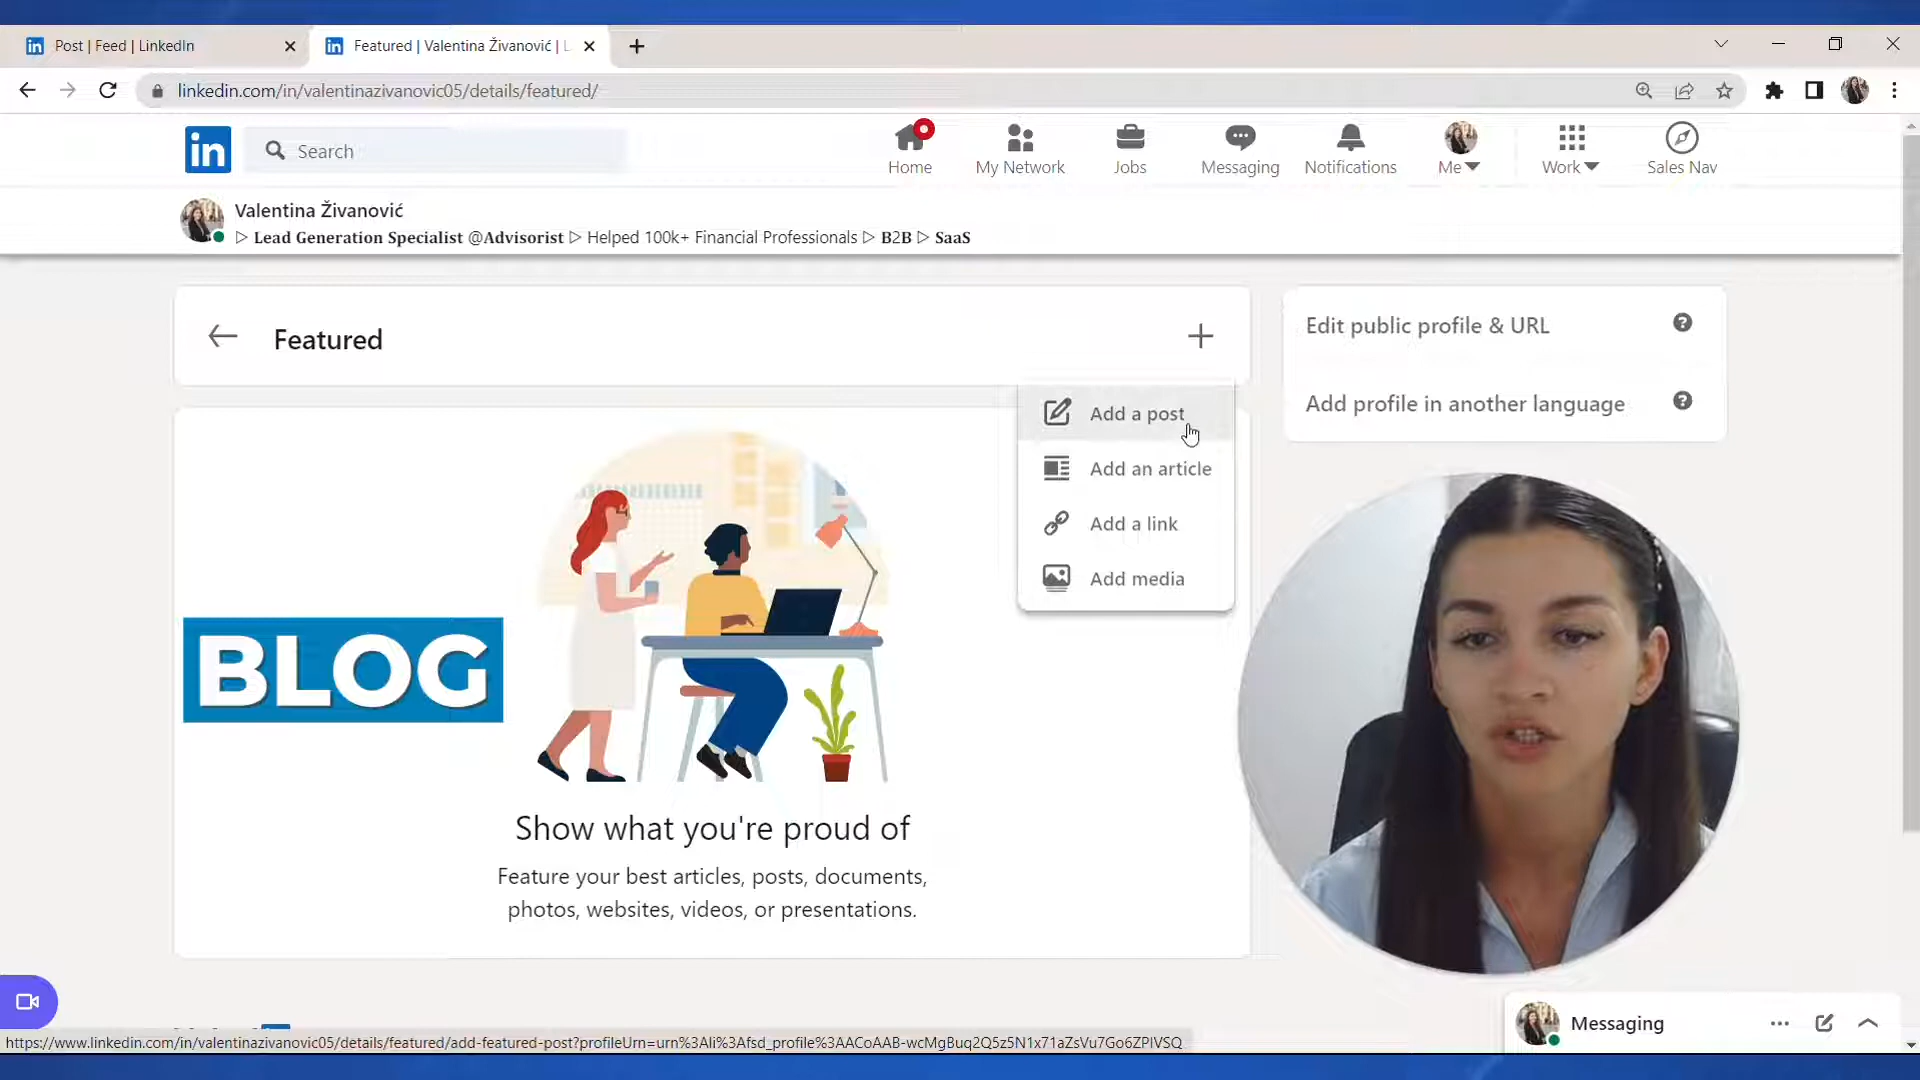 Post | Feed | LinkedIn
Featured | Valentina Živanović | L
linkedin.com/in/valentinazivanovic05/details/featured/
in
Search
Home
My Network
Jobs
Messaging
Notifications
Me
Work
Sales Nav
Valentina Živanović
▷ Lead Generation Specialist @Advisorist ▷ Helped 100k+ Financial Professionals ▷ B2B ▷ SaaS
Featured
Add a post
Add an article
Add a link
Add media
Edit public profile & URL
Add profile in another language
BLOG
Show what you're proud of
Feature your best articles, posts, documents,
photos, websites, videos, or presentations.
Messaging
https://www.linkedin.com/in/valentinazivanovic05/details/featured/add-featured-post?profileUrn=urn%3Ali%3Afsd_profile%3AACoAAB-wcMgBuq2Q5z5N1x71aZsVu7Go6ZPIVSQ